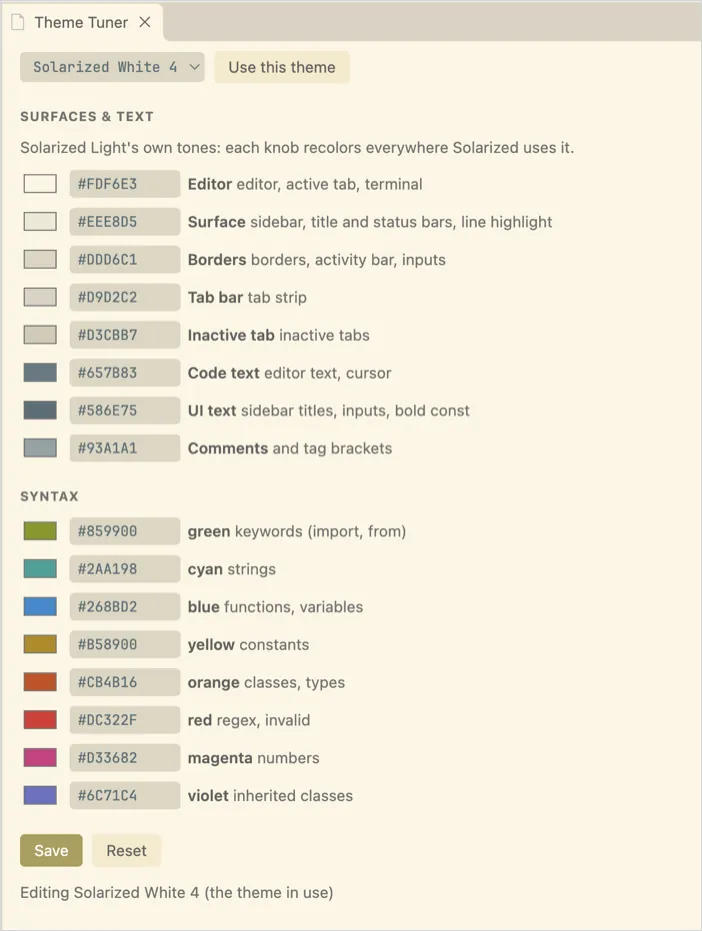 Theme Tuner
Solarized White 4
Use this theme
SURFACES & TEXT
Solarized Light's own tones: each knob recolors everywhere Solarized uses it.
#FDF6E3 Editor editor, active tab, terminal
#EEE8D5 Surface sidebar, title and status bars, line highlight
#DDD6C1 Borders borders, activity bar, inputs
#D9D2C2 Tab bar tab strip
#D3CBB7 Inactive tab inactive tabs
#657B83 Code text editor text, cursor
#586E75 UI text sidebar titles, inputs, bold const
#93A1A1 Comments and tag brackets
SYNTAX
#859900 green keywords (import, from)
#2AA198 cyan strings
#268BD2 blue functions, variables
#B58900 yellow constants
#CB4B16 orange classes, types
#DC322F red regex, invalid
#D33682 magenta numbers
#6C71C4 violet inherited classes
Save
Reset
Editing Solarized White 4 (the theme in use)